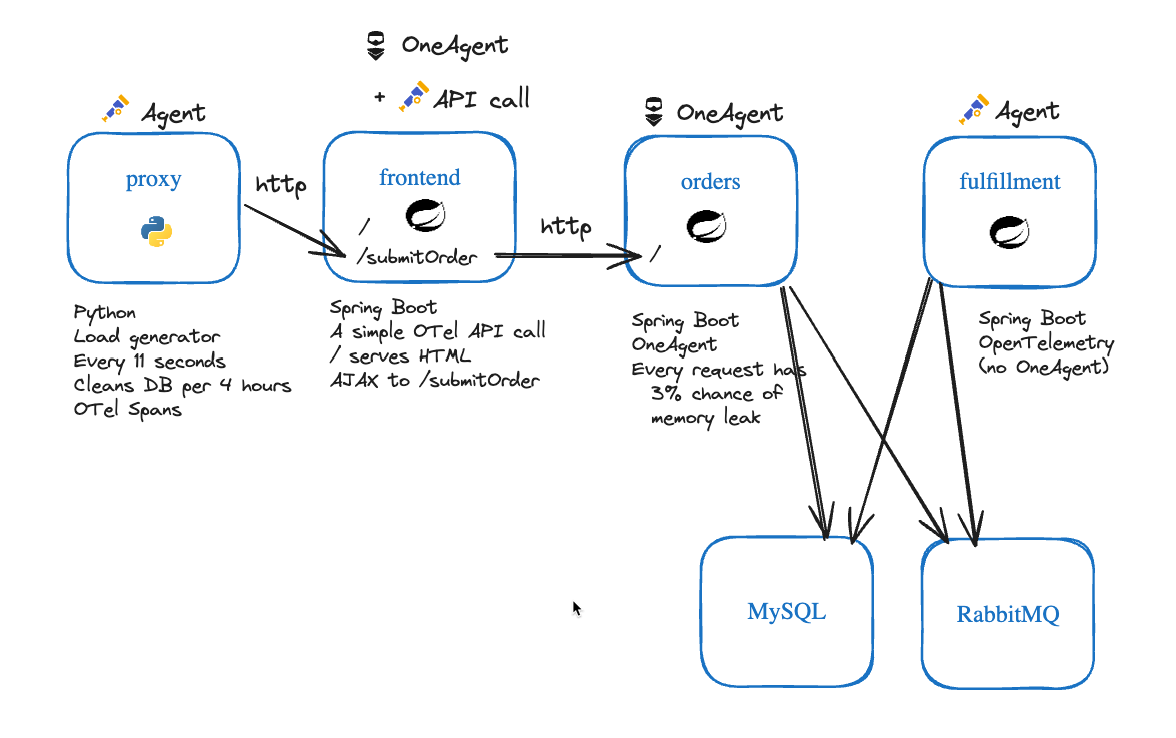 OneAgent
+ API call
Agent
OneAgent
Agent
proxy
http
frontend
/
/submitOrder
http
orders
/
fulfillment
Python
Load generator
Every 11 seconds
Cleans DB per 4 hours
OTel Spans
Spring Boot
A simple OTel API call
/ serves HTML
AJAX to /submitOrder
Spring Boot
OneAgent
Every request has
3% chance of
memory leak
Spring Boot
OpenTelemetry
(no OneAgent)
MySQL
RabbitMQ